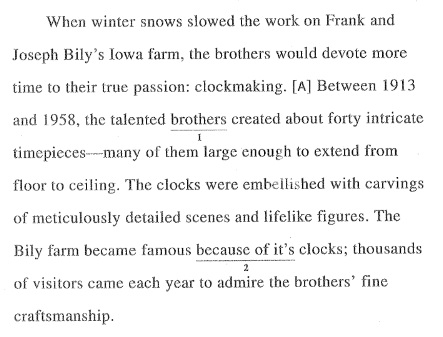 When winter snows slowed the work on Frank and
Joseph Bily's Iowa farm, the brothers would devote more
time to their true passion: clockmaking. [A] Between 1913
and 1958, the talented brothers created about forty intricate
1
timepieces—many of them large enough to extend from
floor to ceiling. The clocks were embellished with carvings
of meticulously detailed scenes and lifelike figures. The
Bily farm became famous because of it's clocks; thousands
2
of visitors came each year to admire the brothers' fine
craftsmanship.